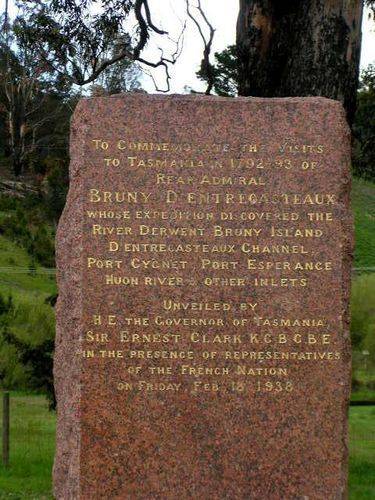 To Commemorate the Visits
to Tasmania in 1792-93 of
Rear Admiral
Bruny D'Entrecasteaux
whose expedition discovered the
River Derwent Bruny Island
D'Entrecasteaux Channel
Port Cygnet, Port Esperance
Huon River & other inlets
Unveiled by
H.E. the Governor of Tasmania
Sir Ernest Clark K.C.B. C.B.E.
in the presence of representatives
of the French Nation
on Friday, Feb. 18 1938